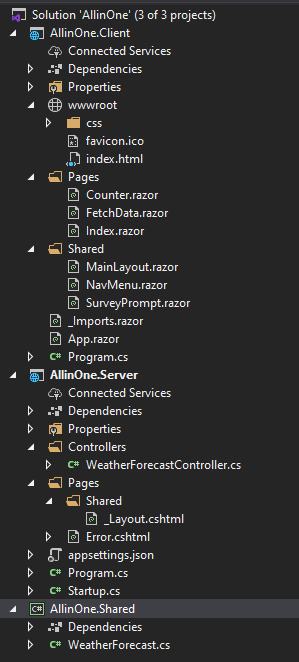 Solution 'AllinOne' (3 of 3 projects)
AllinOne.Client
Connected Services
Dependencies
Properties
wwwroot
css
favicon.ico
index.html
Pages
Counter.razor
FetchData.razor
Index.razor
Shared
MainLayout.razor
NavMenu.razor
SurveyPrompt.razor
_Imports.razor
App.razor
C# Program.cs
AllinOne.Server
Connected Services
Dependencies
Properties
Controllers
C# WeatherForecastController.cs
Pages
Shared
_Layout.cshtml
Error.cshtml
appsettings.json
C# Program.cs
C# Startup.cs
C# AllinOne.Shared
Dependencies
C# WeatherForecast.cs